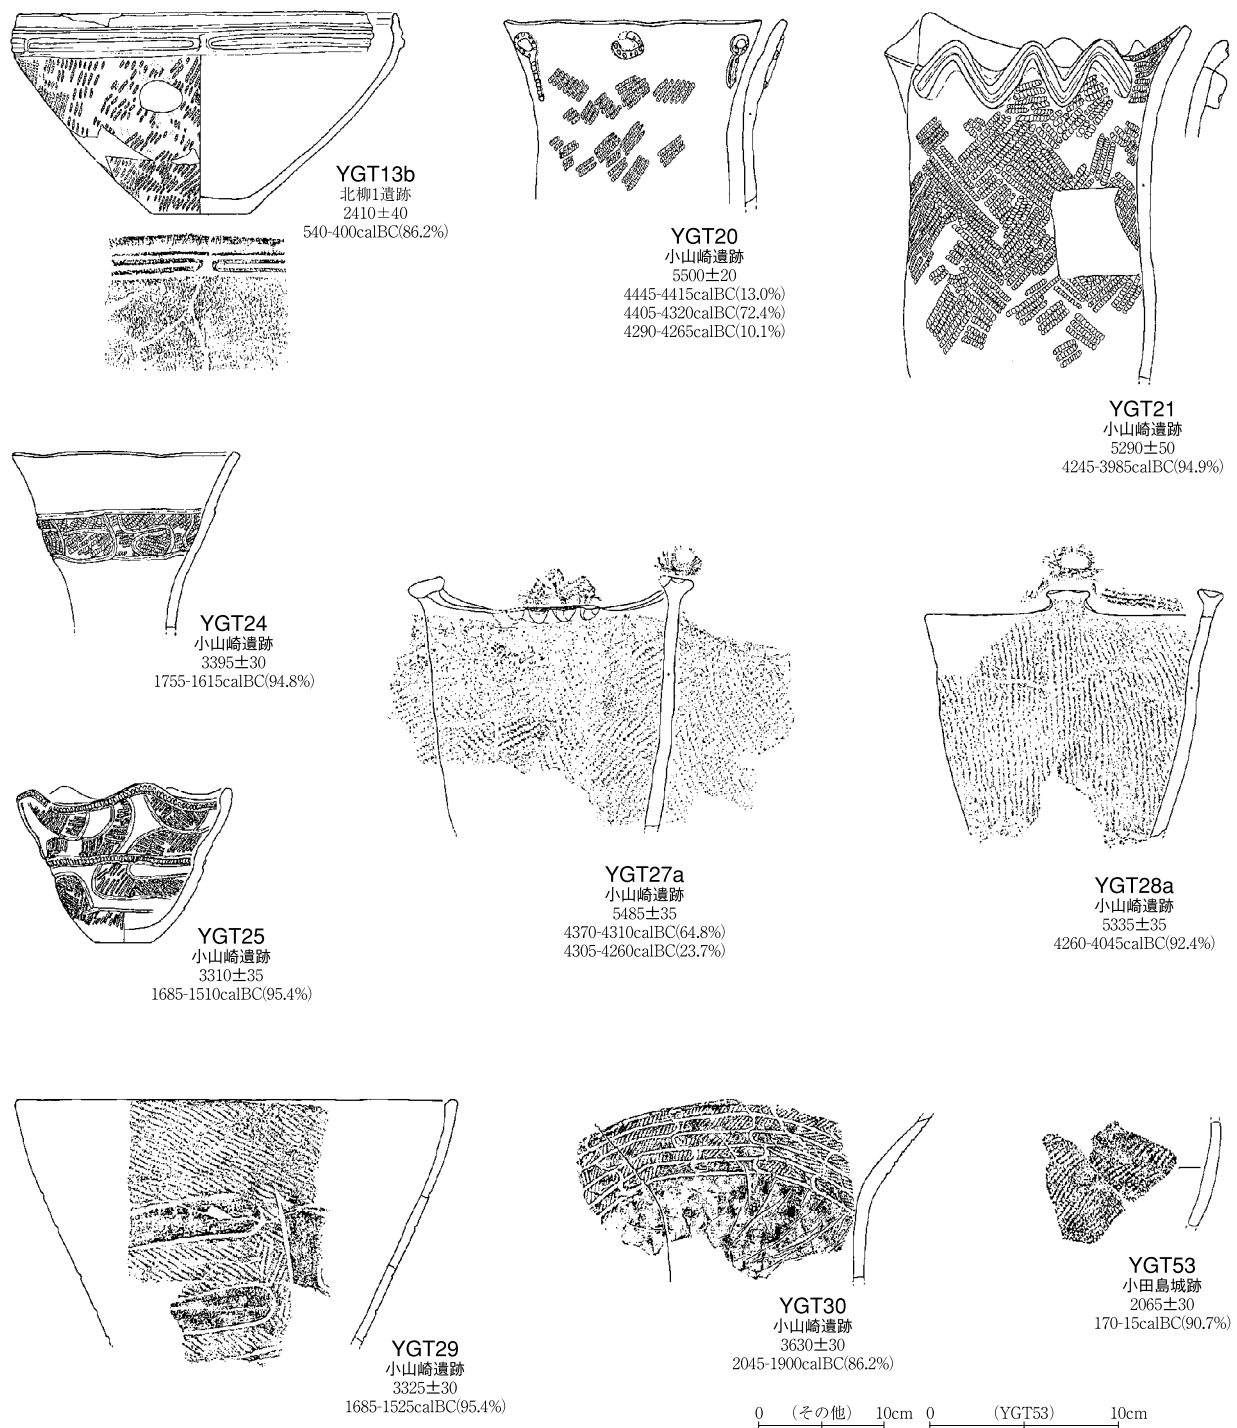 YGT13b
北柳1遺跡
2410±40
540-400calBC(86.2%)
YGT20
小山崎遺跡
5500±20
4445-4415calBC(13.0%)
4405-4320calBC(72.4%)
4290-4265calBC(10.1%)
YGT21
小山崎遺跡
5290±50
4245-3985calBC(94.9%)
YGT24
小山崎遺跡
3395±30
1755-1615calBC(94.8%)
YGT27a
小山崎遺跡
5485±35
4370-4310calBC(64.8%)
4305-4260calBC(23.7%)
YGT28a
小山崎遺跡
5335±35
4260-4045calBC(92.4%)
YGT25
小山崎遺跡
3310±35
1685-1510calBC(95.4%)
YGT29
小山崎遺跡
3325±30
1685-1525calBC(95.4%)
YGT30
小山崎遺跡
3630±30
2045-1900calBC(86.2%)
YGT53
小田島城跡
2065±30
170-15calBC(90.7%)
0 (その他) 10cm 0 (YGT53) 10cm